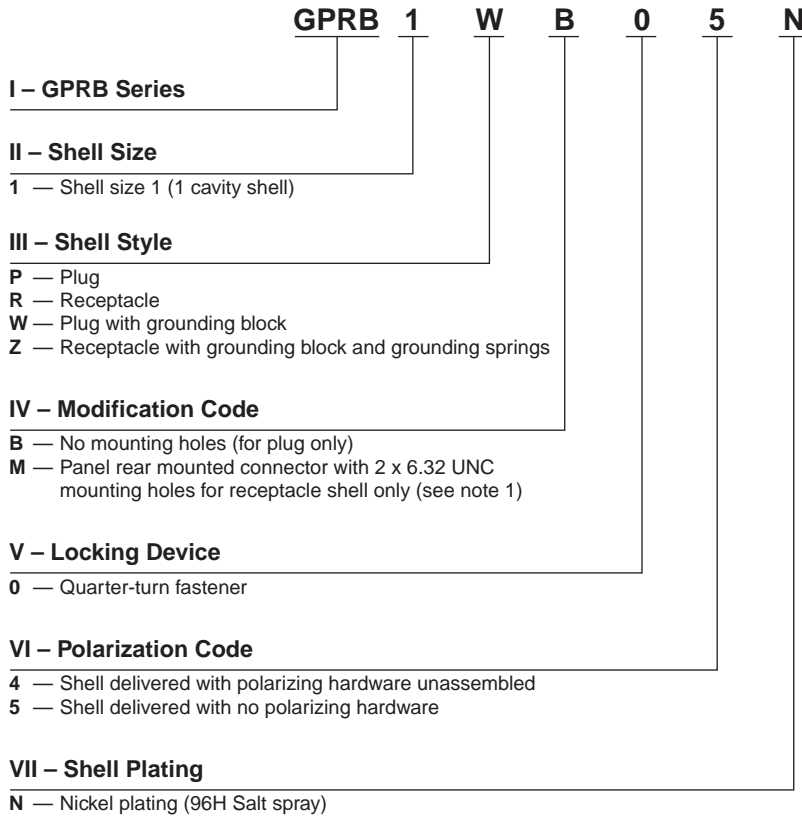 GPRB 1 W B 0 5 N
I – GPRB Series
II – Shell Size
1 — Shell size 1 (1 cavity shell)
III – Shell Style
P — Plug
R — Receptacle
W — Plug with grounding block
Z — Receptacle with grounding block and grounding springs
IV – Modification Code
B — No mounting holes (for plug only)
M — Panel rear mounted connector with 2 x 6.32 UNC
mounting holes for receptacle shell only (see note 1)
V – Locking Device
0 — Quarter-turn fastener
VI – Polarization Code
4 — Shell delivered with polarizing hardware unassembled
5 — Shell delivered with no polarizing hardware
VII – Shell Plating
N — Nickel plating (96H Salt spray)